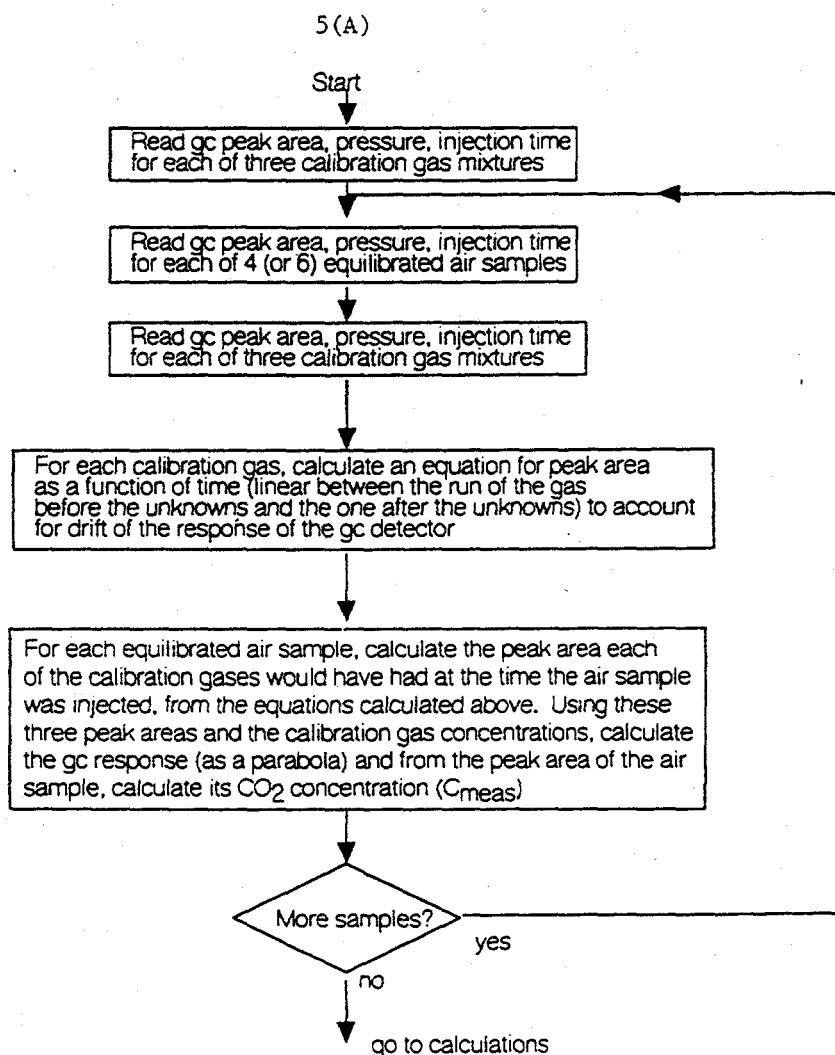 5(A)
Start
Read gc peak area, pressure, injection time
for each of three calibration gas mixtures
Read gc peak area, pressure, injection time
for each of 4 (or 6) equilibrated air samples
Read gc peak area, pressure, injection time
for each of three calibration gas mixtures
For each calibration gas, calculate an equation for peak area
as a function of time (linear between the run of the gas
before the unknowns and the one after the unknowns) to account
for drift of the response of the gc detector
For each equilibrated air sample, calculate the peak area each
of the calibration gases would have had at the time the air sample
was injected, from the equations calculated above. Using these
three peak areas and the calibration gas concentrations, calculate
the gc response (as a parabola) and from the peak area of the air
sample, calculate its CO2 concentration (Cmeas)
More samples?
yes
no
go to calculations